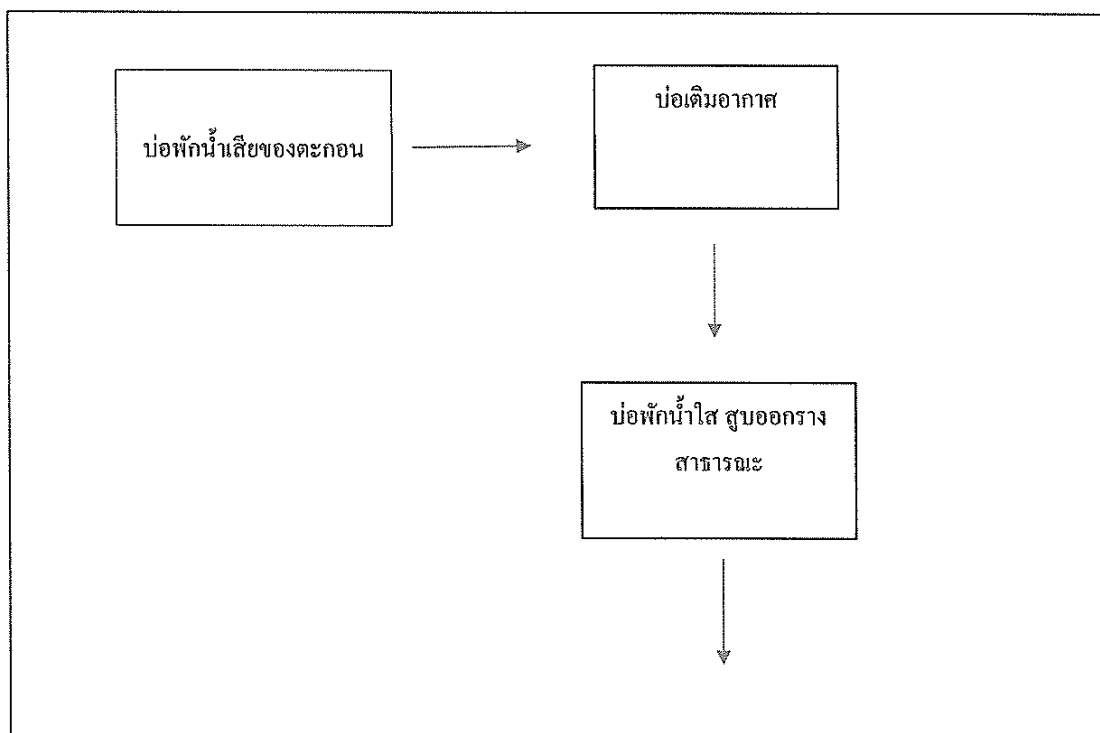 บ่อพักน้ำเสียของตะกอน
บ่อเติมอากาศ
บ่อพักน้ำใส สูบออกราง
สาธารณะ